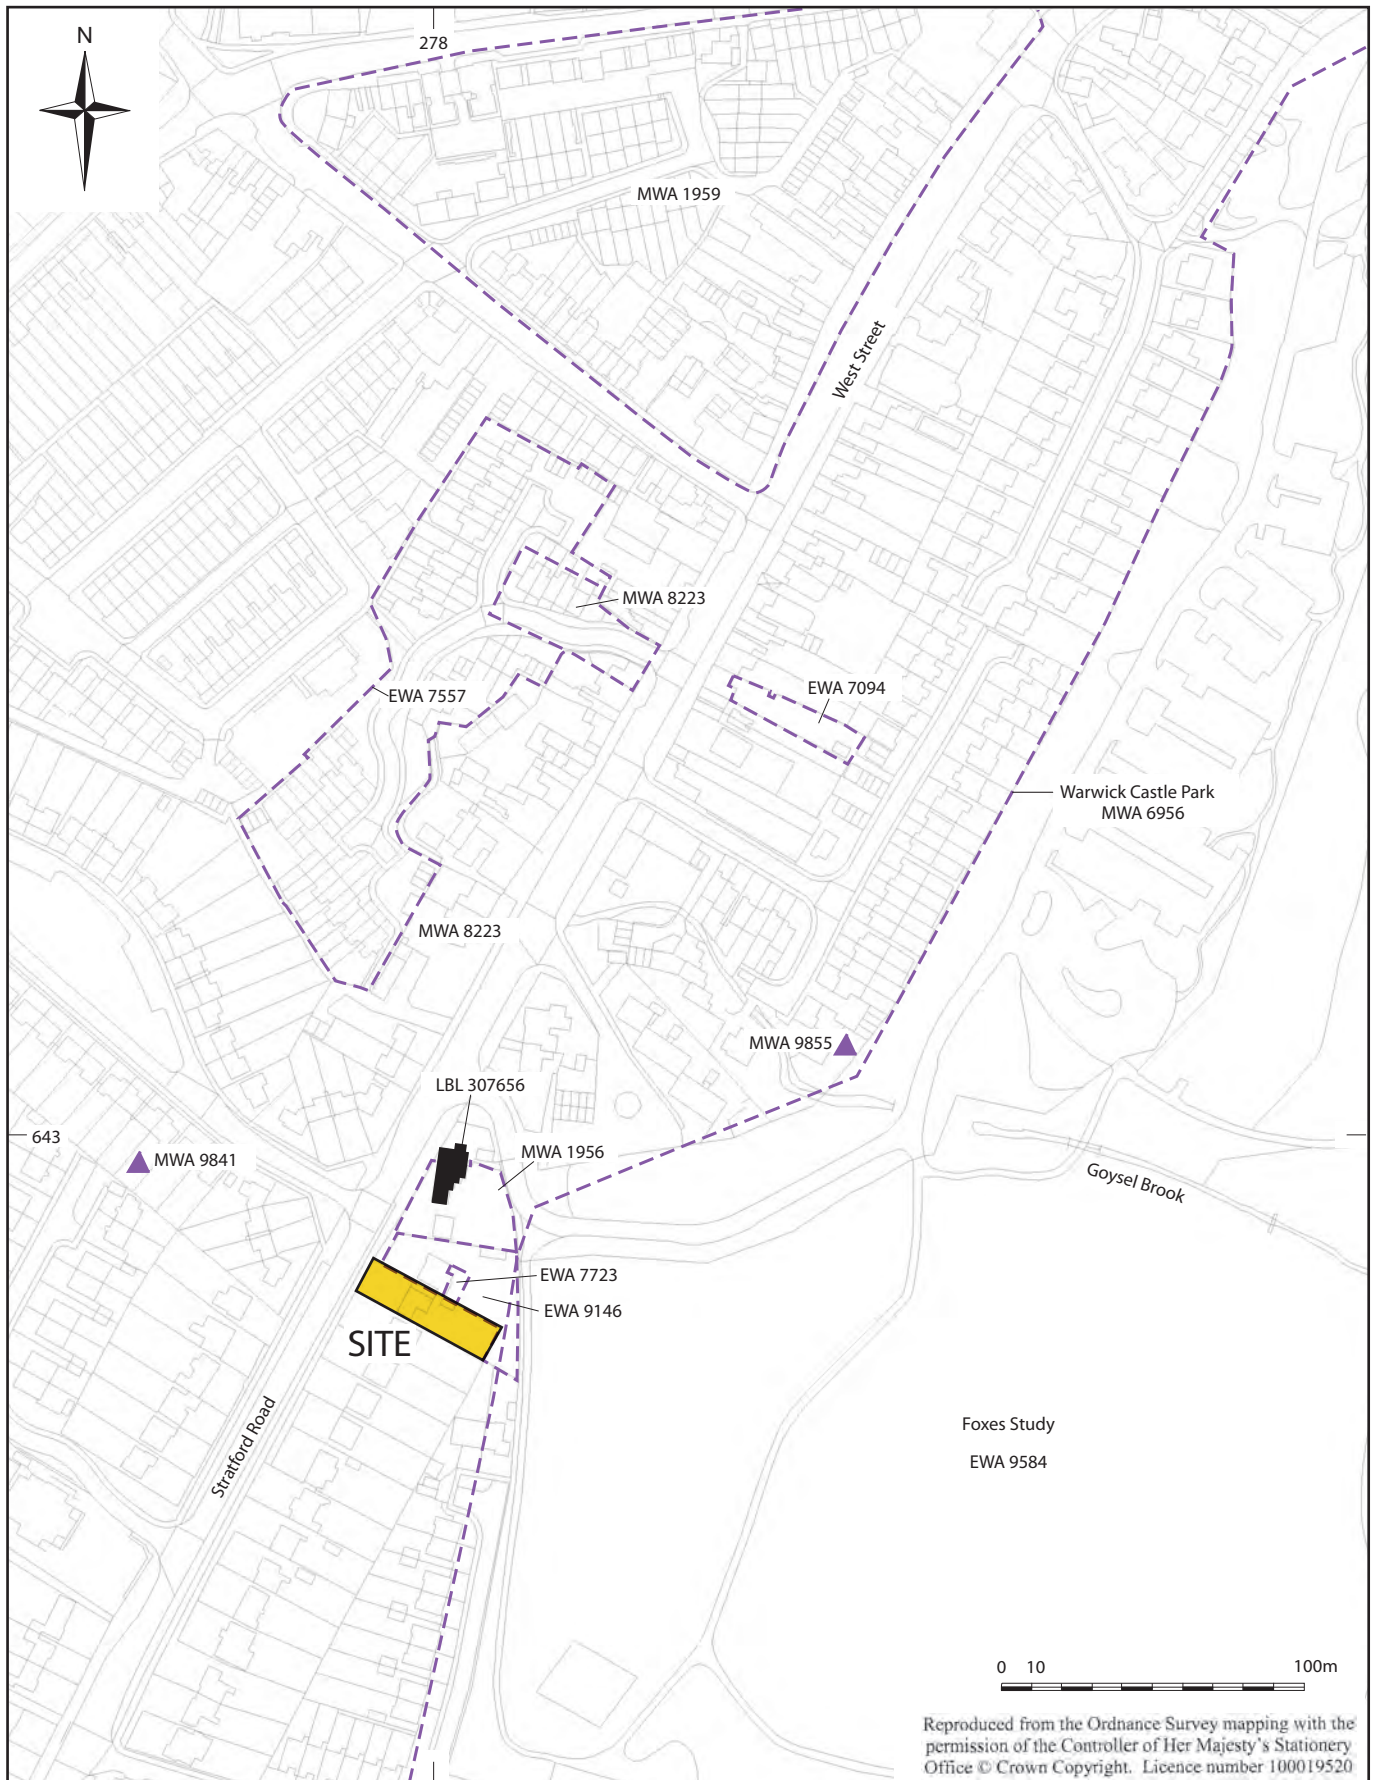 N
278
MWA 1959
West Street
MWA 8223
EWA 7094
EWA 7557
Warwick Castle Park
MWA 6956
MWA 8223
MWA 9855
LBL 307656
643
MWA 9841
MWA 1956
Goysel Brook
EWA 7723
EWA 9146
SITE
Stratford Road
Foxes Study
EWA 9584
0 10 100m
Reproduced from the Ordnance Survey mapping with the
permission of the Controller of Her Majesty's Stationery
Office © Crown Copyright. Licence number 100019520